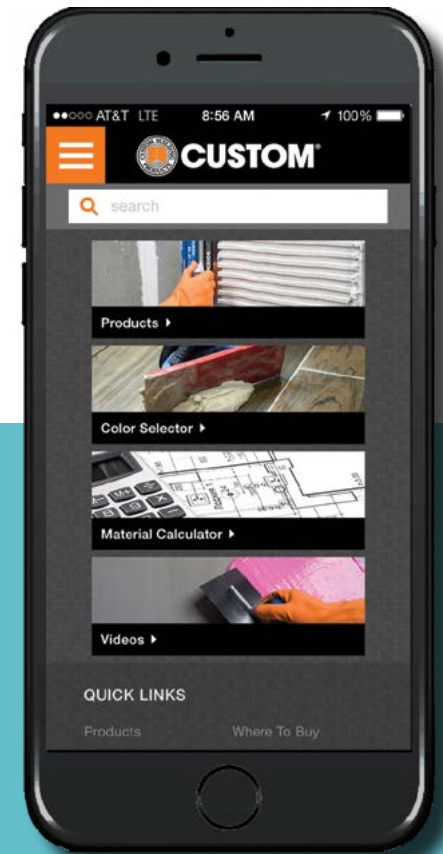 AT&T LTE 8:56 AM 100%
CUSTOM®
search
Products
Color Selector
Material Calculator
Videos
QUICK LINKS
Products Where To Buy